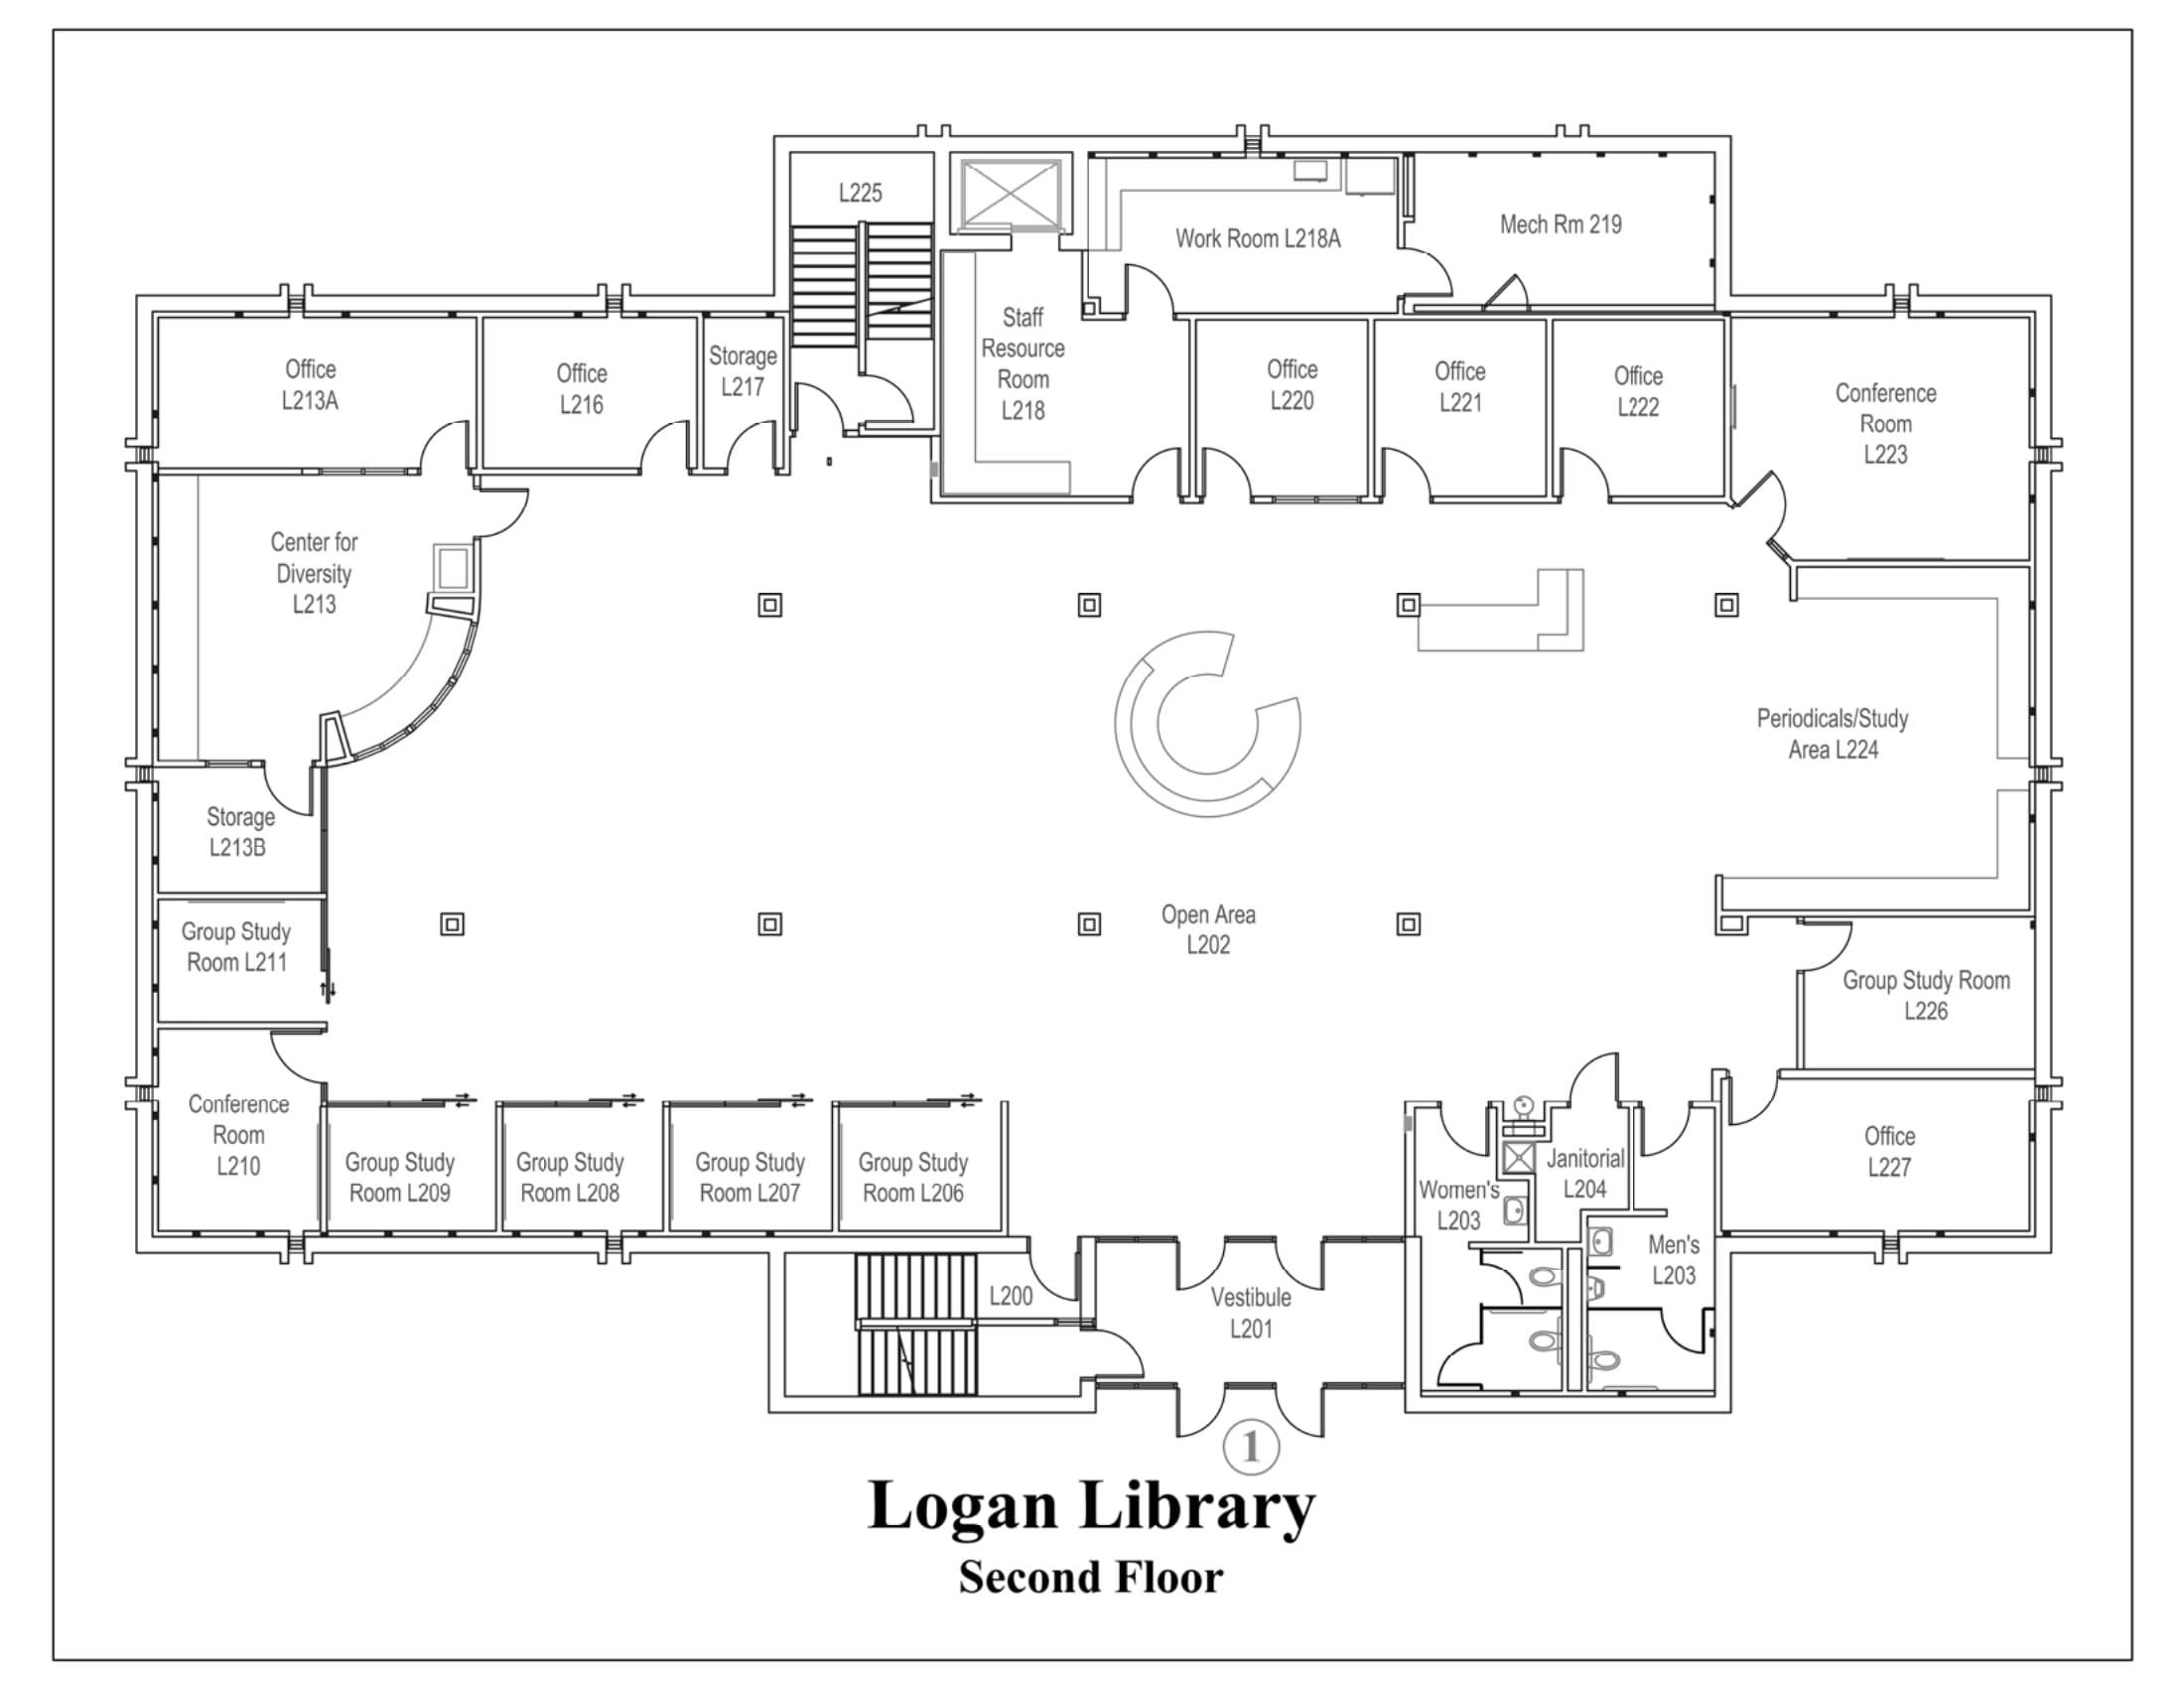 L225
Work Room L218A
Mech Rm 219
Staff
Resource
Room
L218
Office
L213A
Office
L216
Storage
L217
Office
L220
Office
L221
Office
L222
Conference
Room
L223
Center for
Diversity
L213
Periodicals/Study
Area L224
Storage
L213B
Group Study
Room L211
Open Area
L202
Group Study Room
L226
Conference
Room
L210
Group Study
Room L209
Group Study
Room L208
Group Study
Room L207
Group Study
Room L206
Women's
L203
Janitorial
L204
Men's
L203
Office
L227
L200
Vestibule
L201
1
Logan Library
Second Floor